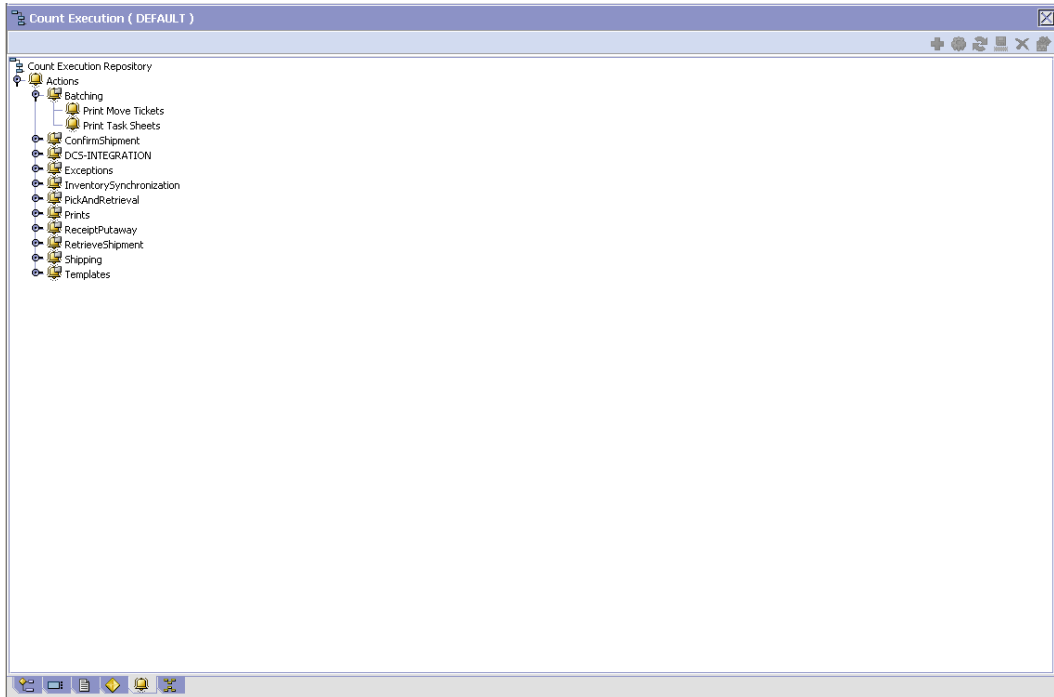 Count Execution ( DEFAULT )
Count Execution Repository
Actions
Batching
Print Move Tickets
Print Task Sheets
ConfirmShipment
DCS-INTEGRATION
Exceptions
InventorySynchronization
PickAndRetrieval
Prints
ReceiptPutaway
RetrieveShipment
Shipping
Templates